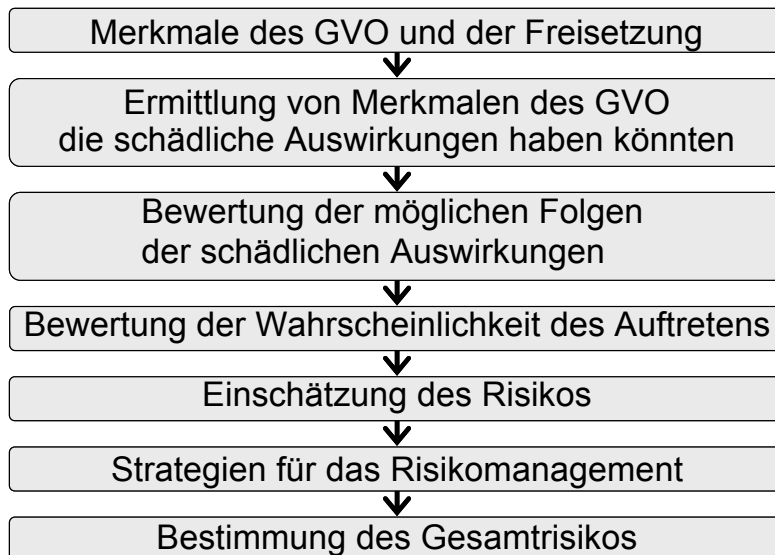 Merkmale des GVO und der Freisetzung
Ermittlung von Merkmalen des GVO
die schädliche Auswirkungen haben könnten
Bewertung der möglichen Folgen
der schädlichen Auswirkungen
Bewertung der Wahrscheinlichkeit des Auftretens
Einschätzung des Risikos
Strategien für das Risikomanagement
Bestimmung des Gesamtrisikos